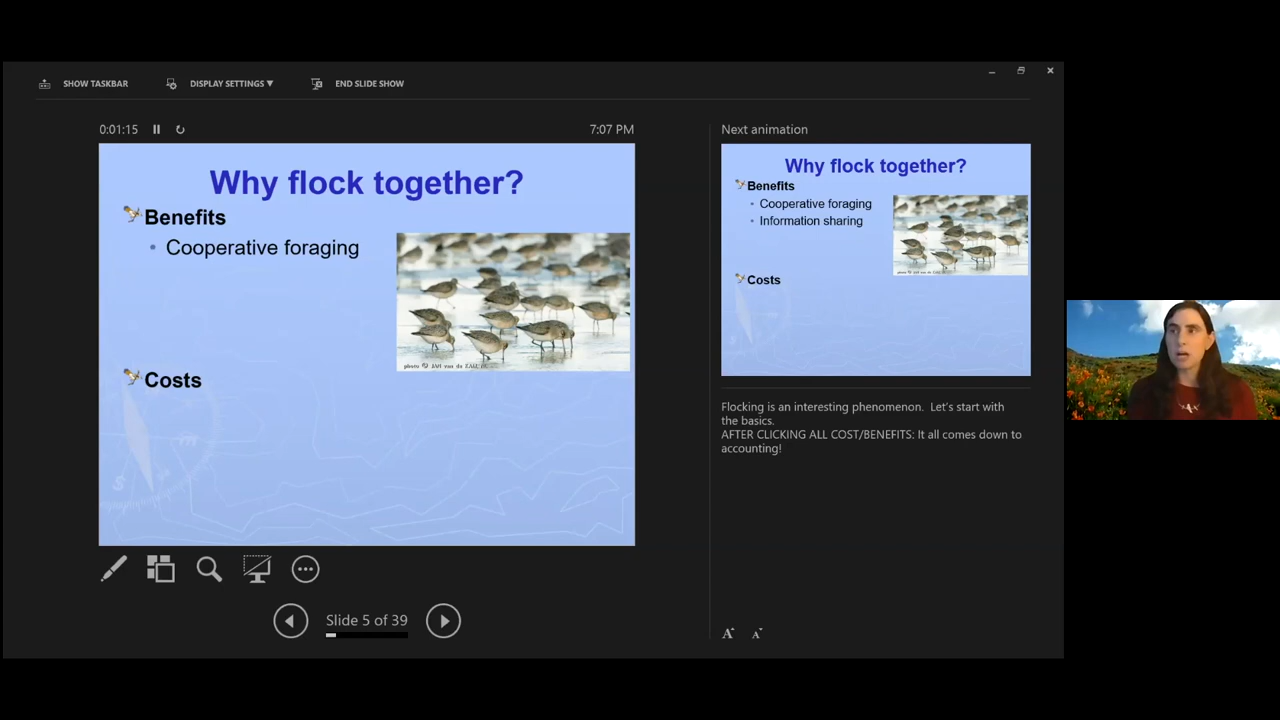 SHOW TASKBAR
DISPLAY SETTINGS ▼
END SLIDE SHOW
0:01:15
7:07 PM
Why flock together?
Benefits
• Cooperative foraging
Costs
Slide 5 of 39
Next animation
Why flock together?
Benefits
• Cooperative foraging
• Information sharing
Costs
Flocking is an interesting phenomenon.  Let's start with
the basics.
AFTER CLICKING ALL COST/BENEFITS: It all comes down to
accounting!
A A